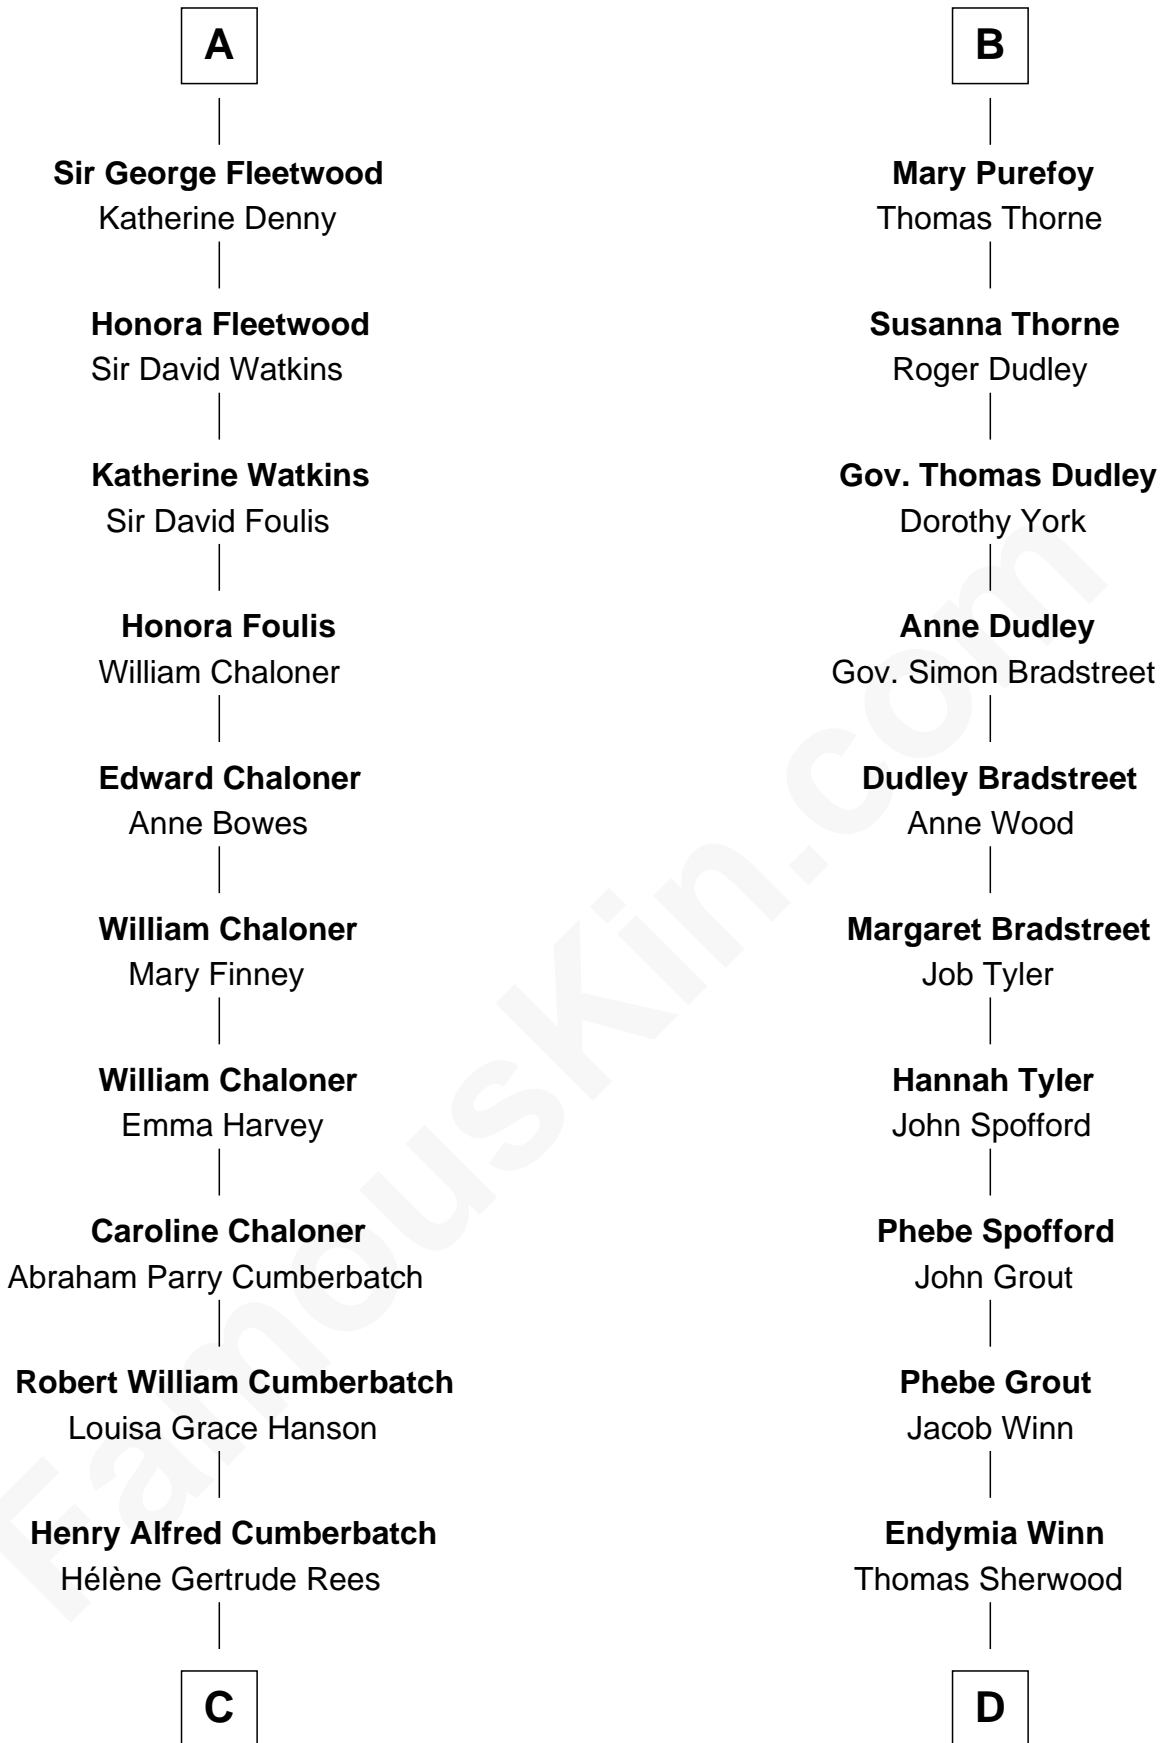 A
Sir George Fleetwood
Katherine Denny
Honora Fleetwood
Sir David Watkins
Katherine Watkins
Sir David Foulis
Honora Foulis
William Chaloner
Edward Chaloner
Anne Bowes
William Chaloner
Mary Finney
William Chaloner
Emma Harvey
Caroline Chaloner
Abraham Parry Cumberbatch
Robert William Cumberbatch
Louisa Grace Hanson
Henry Alfred Cumberbatch
Hélène Gertrude Rees
C
B
Mary Purefoy
Thomas Thorne
Susanna Thorne
Roger Dudley
Gov. Thomas Dudley
Dorothy York
Anne Dudley
Gov. Simon Bradstreet
Dudley Bradstreet
Anne Wood
Margaret Bradstreet
Job Tyler
Hannah Tyler
John Spofford
Phebe Spofford
John Grout
Phebe Grout
Jacob Winn
Endymia Winn
Thomas Sherwood
D
FamousKin.com